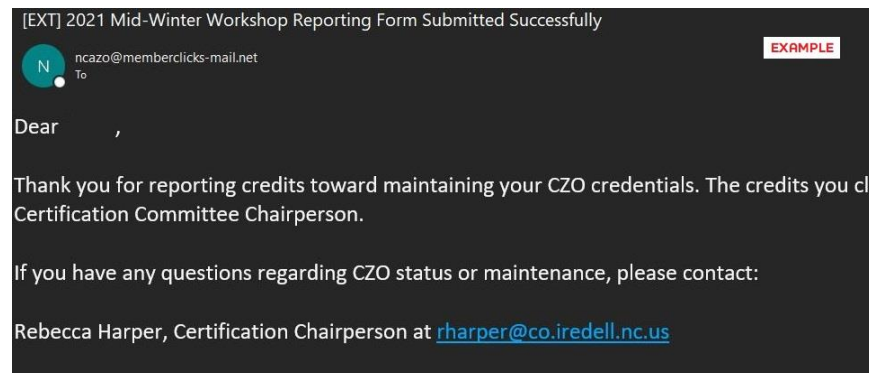 [EXT] 2021 Mid-Winter Workshop Reporting Form Submitted Successfully
EXAMPLE
N
ncazo@memberclicks-mail.net
To
Dear ,
Thank you for reporting credits toward maintaining your CZO credentials. The credits you cl
Certification Committee Chairperson.
If you have any questions regarding CZO status or maintenance, please contact:
Rebecca Harper, Certification Chairperson at rharper@co.iredell.nc.us